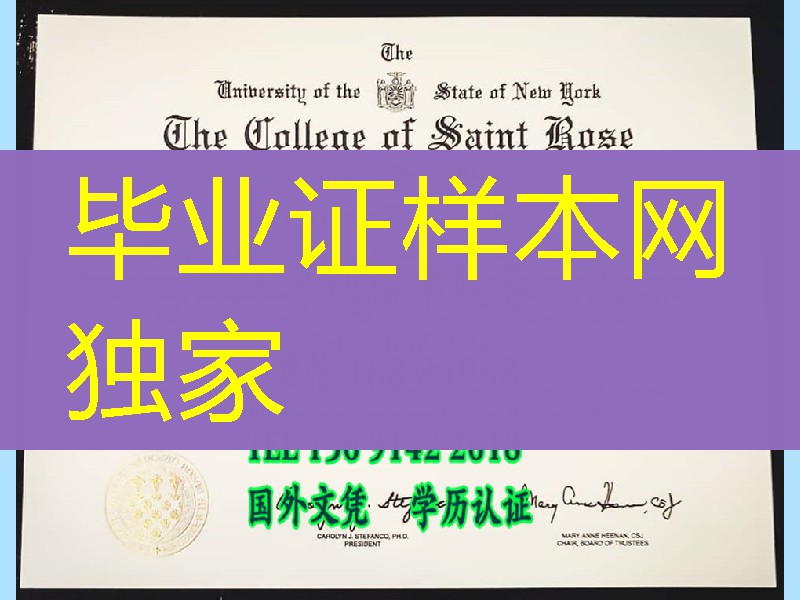 The
University of the State of New York
The College of Saint Rose
毕业证样本网
独家
国外文凭 学历认证
CAROLYN J. STEFANCO, PH.D.
PRESIDENT
MARY ANNE HEENAN, CSJ
CHAIR, BOARD OF TRUSTEES